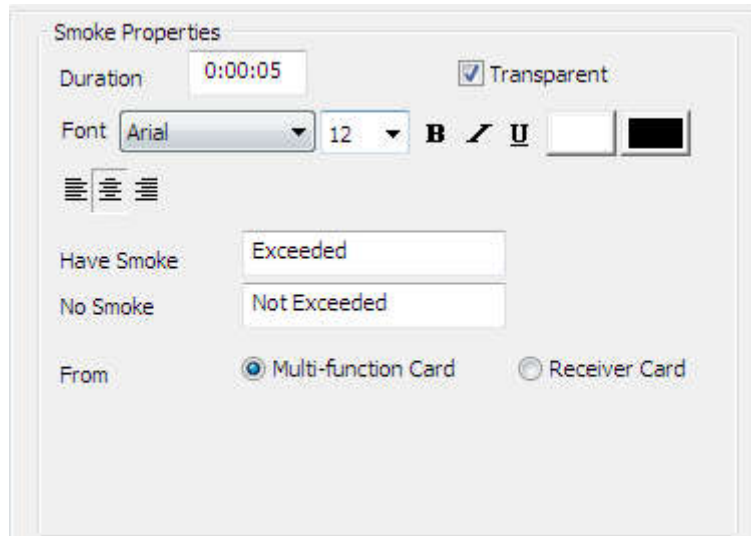 Smoke Properties
Duration 0:00:05 Transparent
Font Arial 12 B I U
Have Smoke Exceeded
No Smoke Not Exceeded
From Multi-function Card Receiver Card